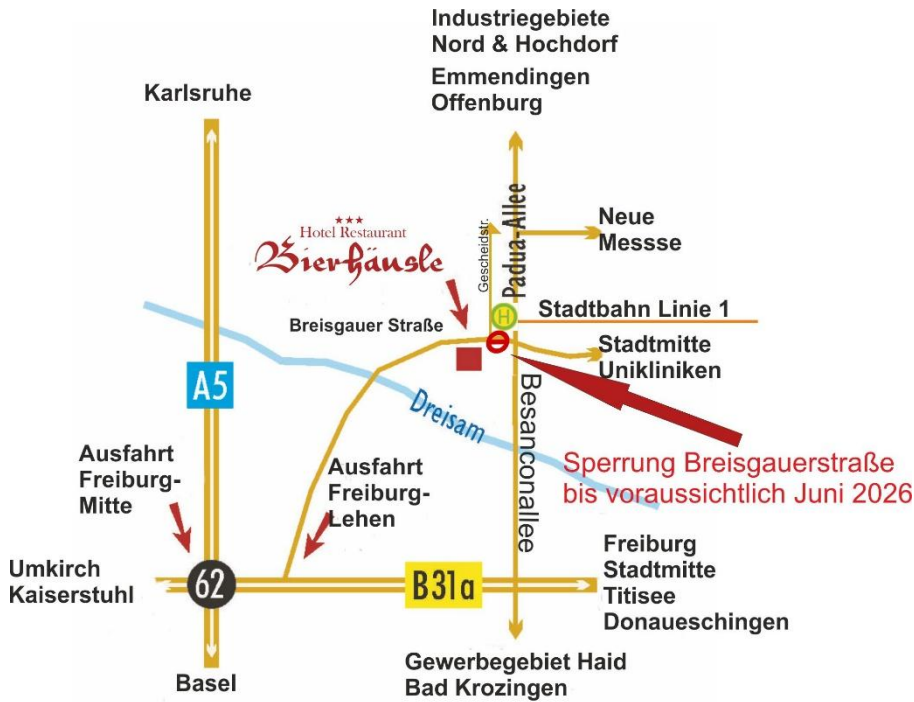 Industriegebiete
Nord & Hochdorf
Emmendingen
Offenburg
Karlsruhe
Padua-Allee
Gescheidstr.
Neue
Messse
Hotel Restaurant
Bierhäusle
H
Stadtbahn Linie 1
Breisgauer Straße
Stadtmitte
Unikliniken
A5
Dreisam
Besanconallee
Ausfahrt
Freiburg-
Mitte
Ausfahrt
Freiburg-
Lehen
Sperrung Breisgauerstraße
bis voraussichtlich Juni 2026
Umkirch
Kaiserstuhl
62
B31a
Freiburg
Stadtmitte
Titisee
Donaueschingen
Basel
Gewerbegebiet Haid
Bad Krozingen